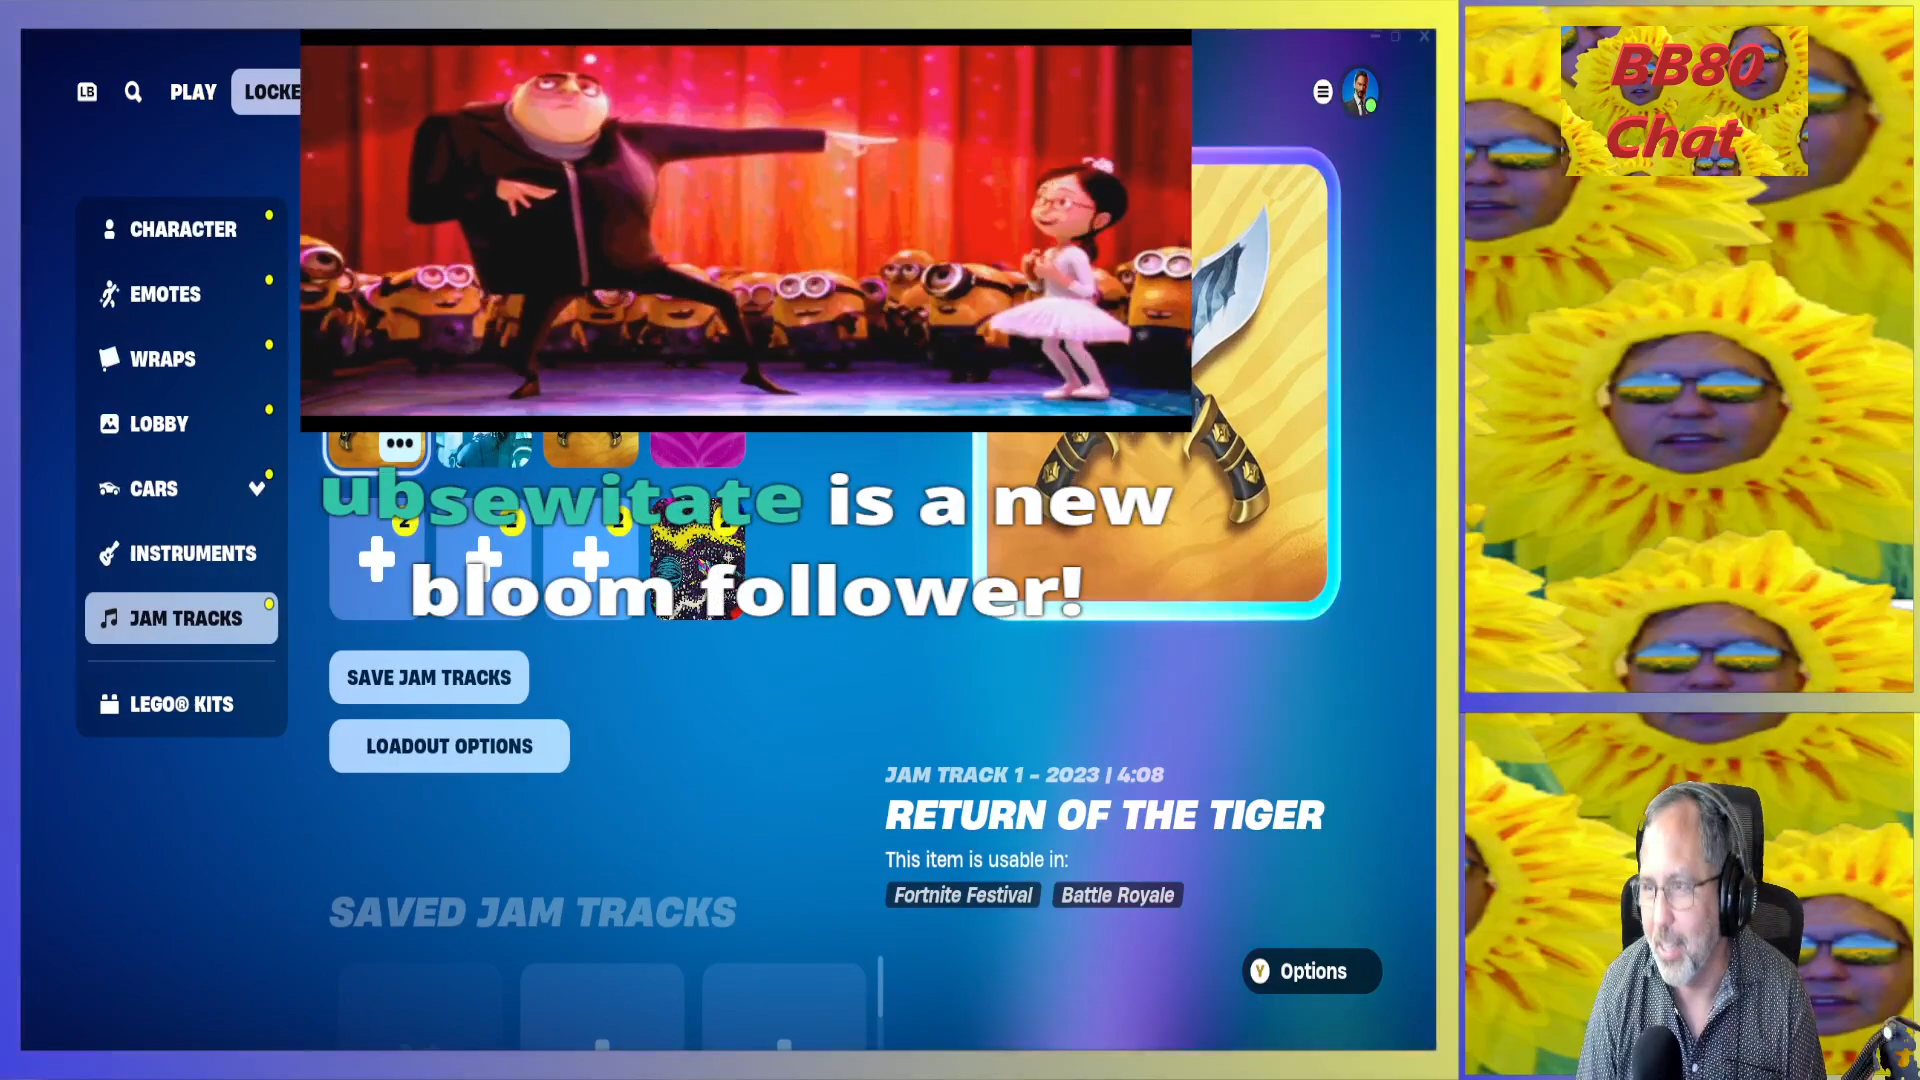 LB
PLAY
LOCKE
BB80
Chat
CHARACTER
EMOTES
WRAPS
LOBBY
CARS
INSTRUMENTS
JAM TRACKS
LEGO® KITS
ubsewitate is a new
bloom follower!
SAVE JAM TRACKS
LOADOUT OPTIONS
JAM TRACK 1 - 2023 | 4:08
RETURN OF THE TIGER
This item is usable in:
Fortnite Festival
Battle Royale
SAVED JAM TRACKS
Y Options